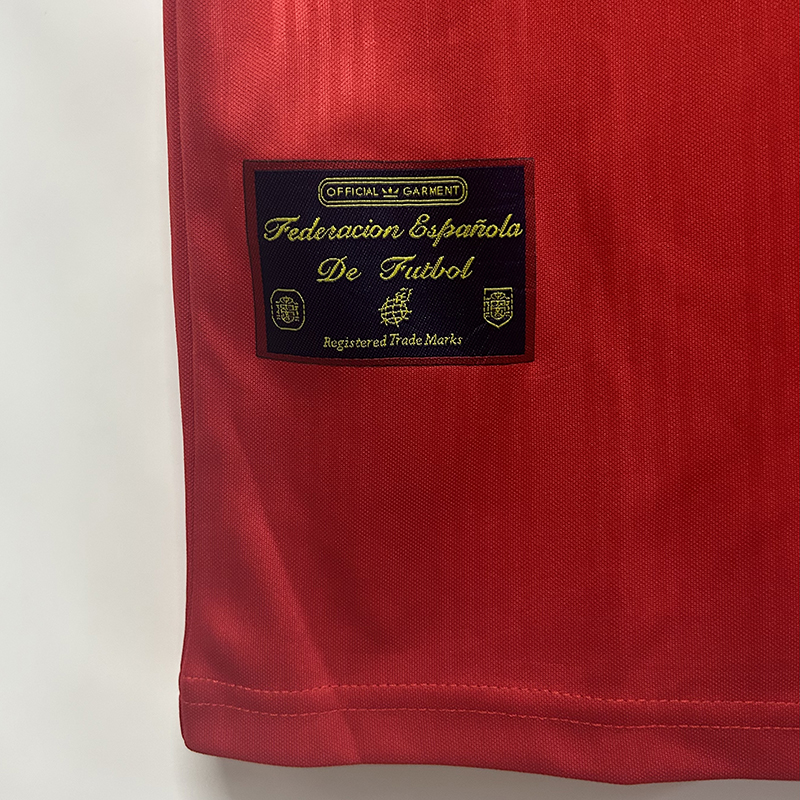 OFFICIAL GARMENT
Federacion Española
De Futbol
Registered Trade Marks